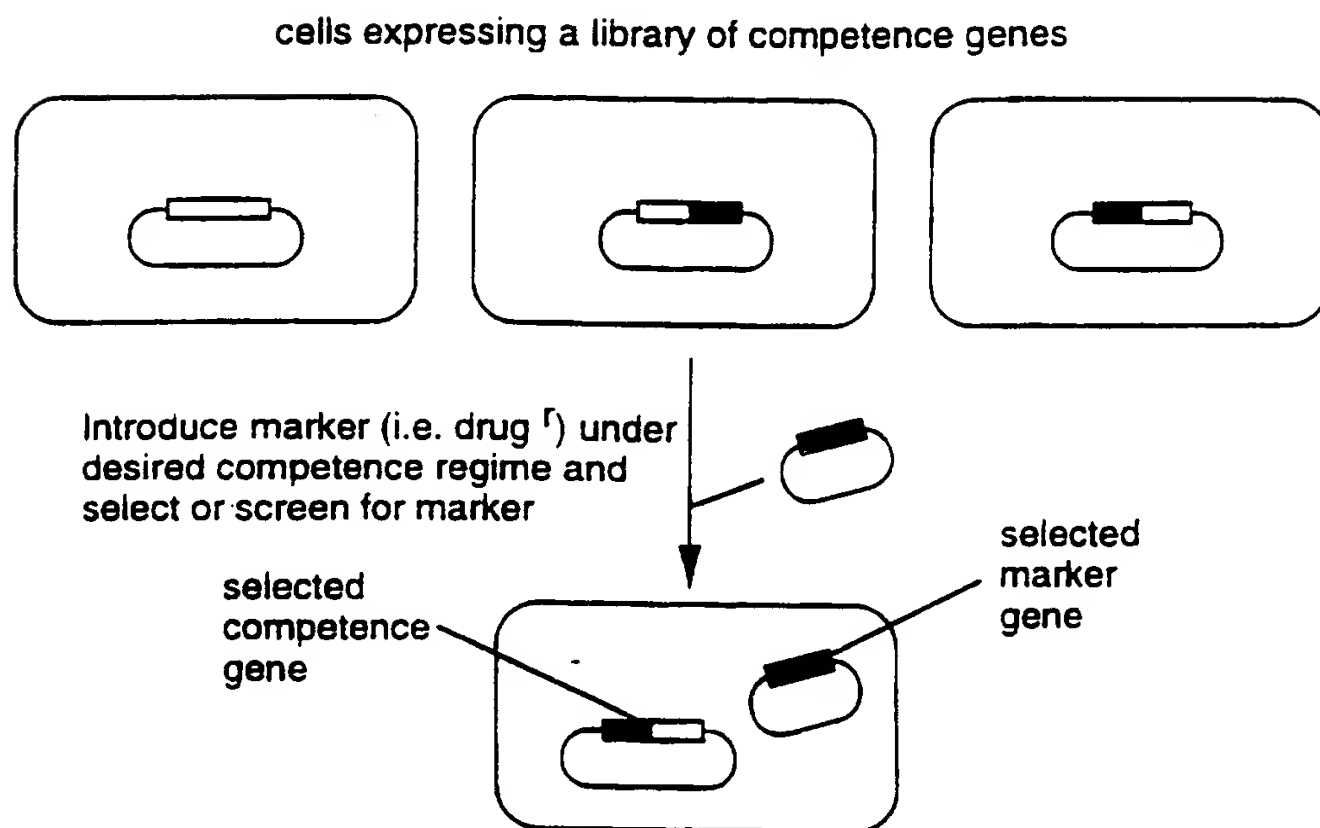 cells expressing a library of competence genes
Introduce marker (i.e. drug r) under
desired competence regime and
select or screen for marker
selected
marker
gene
selected
competence
gene